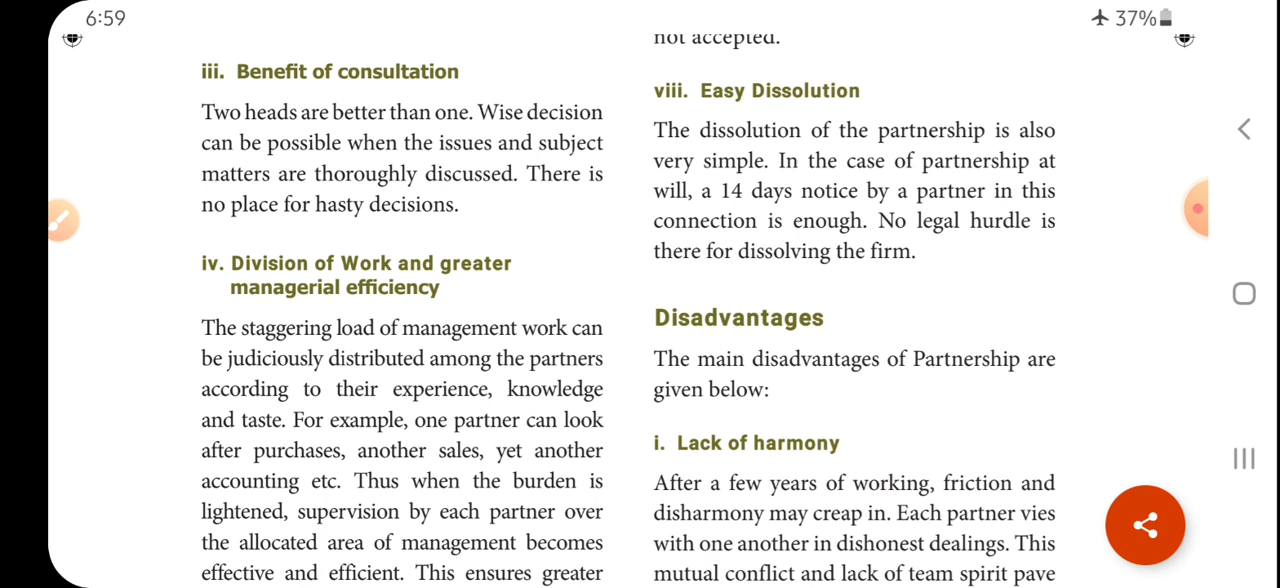 6:59
37%
iii. Benefit of consultation
Two heads are better than one. Wise decision
can be possible when the issues and subject
matters are thoroughly discussed. There is
no place for hasty decisions.
iv. Division of Work and greater
managerial efficiency
The staggering load of management work can
be judiciously distributed among the partners
according to their experience, knowledge
and taste. For example, one partner can look
after purchases, another sales, yet another
accounting etc. Thus when the burden is
lightened, supervision by each partner over
the allocated area of management becomes
effective and efficient. This ensures greater
not accepted.
viii. Easy Dissolution
The dissolution of the partnership is also
very simple. In the case of partnership at
will, a 14 days notice by a partner in this
connection is enough. No legal hurdle is
there for dissolving the firm.
Disadvantages
The main disadvantages of Partnership are
given below:
i. Lack of harmony
After a few years of working, friction and
disharmony may creap in. Each partner vies
with one another in dishonest dealings. This
mutual conflict and lack of team spirit pave